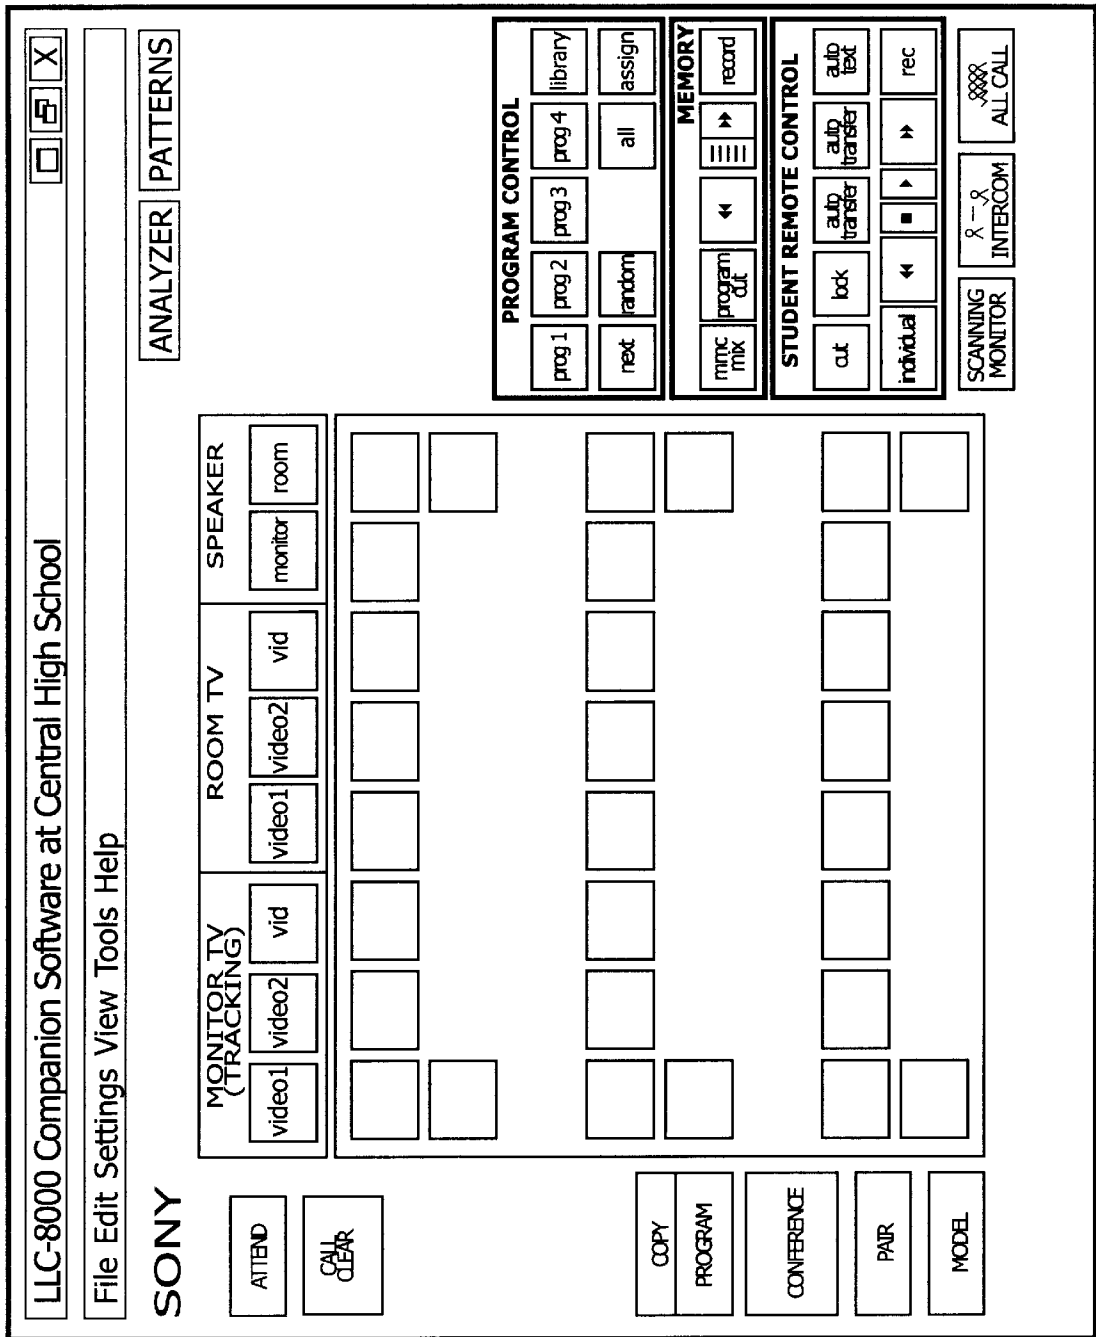 LLC-8000 Companion Software at Central High School
X
File Edit Settings View Tools Help
SONY
ANALYZER
PATTERNS
ATTEND
CALL
CLEAR
MONITOR TV
(TRACKING)
video1
video2
vid
ROOM TV
video1
video2
vid
SPEAKER
monitor
room
COPY
PROGRAM
CONFERENCE
PAIR
MODEL
PROGRAM CONTROL
prog 1
prog 2
prog 3
prog 4
library
next
random
all
assign
MEMORY
mmc
mix
program
cut
record
STUDENT REMOTE CONTROL
cut
lock
auto
transfer
auto
transfer
auto
text
individual
rec
SCANNING
MONITOR
INTERCOM
ALL CALL